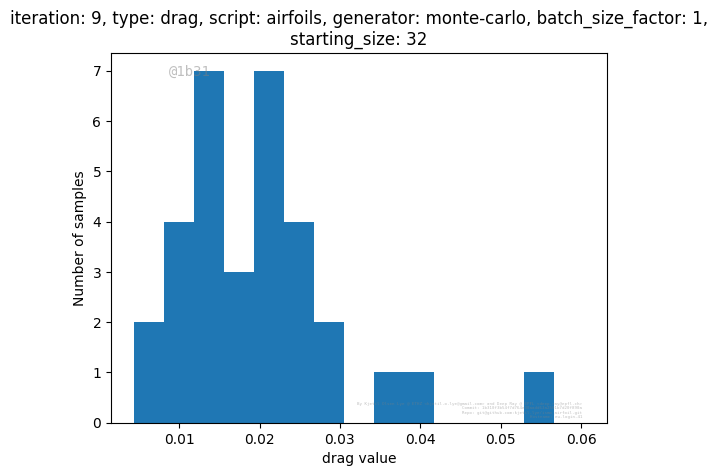 iteration: 9, type: drag, script: airfoils, generator: monte-carlo, batch_size_factor: 1,
starting_size: 32
@1b31
7
6
5
4
3
2
1
0
Number of samples
0.01 0.02 0.03 0.04 0.05 0.06
drag value